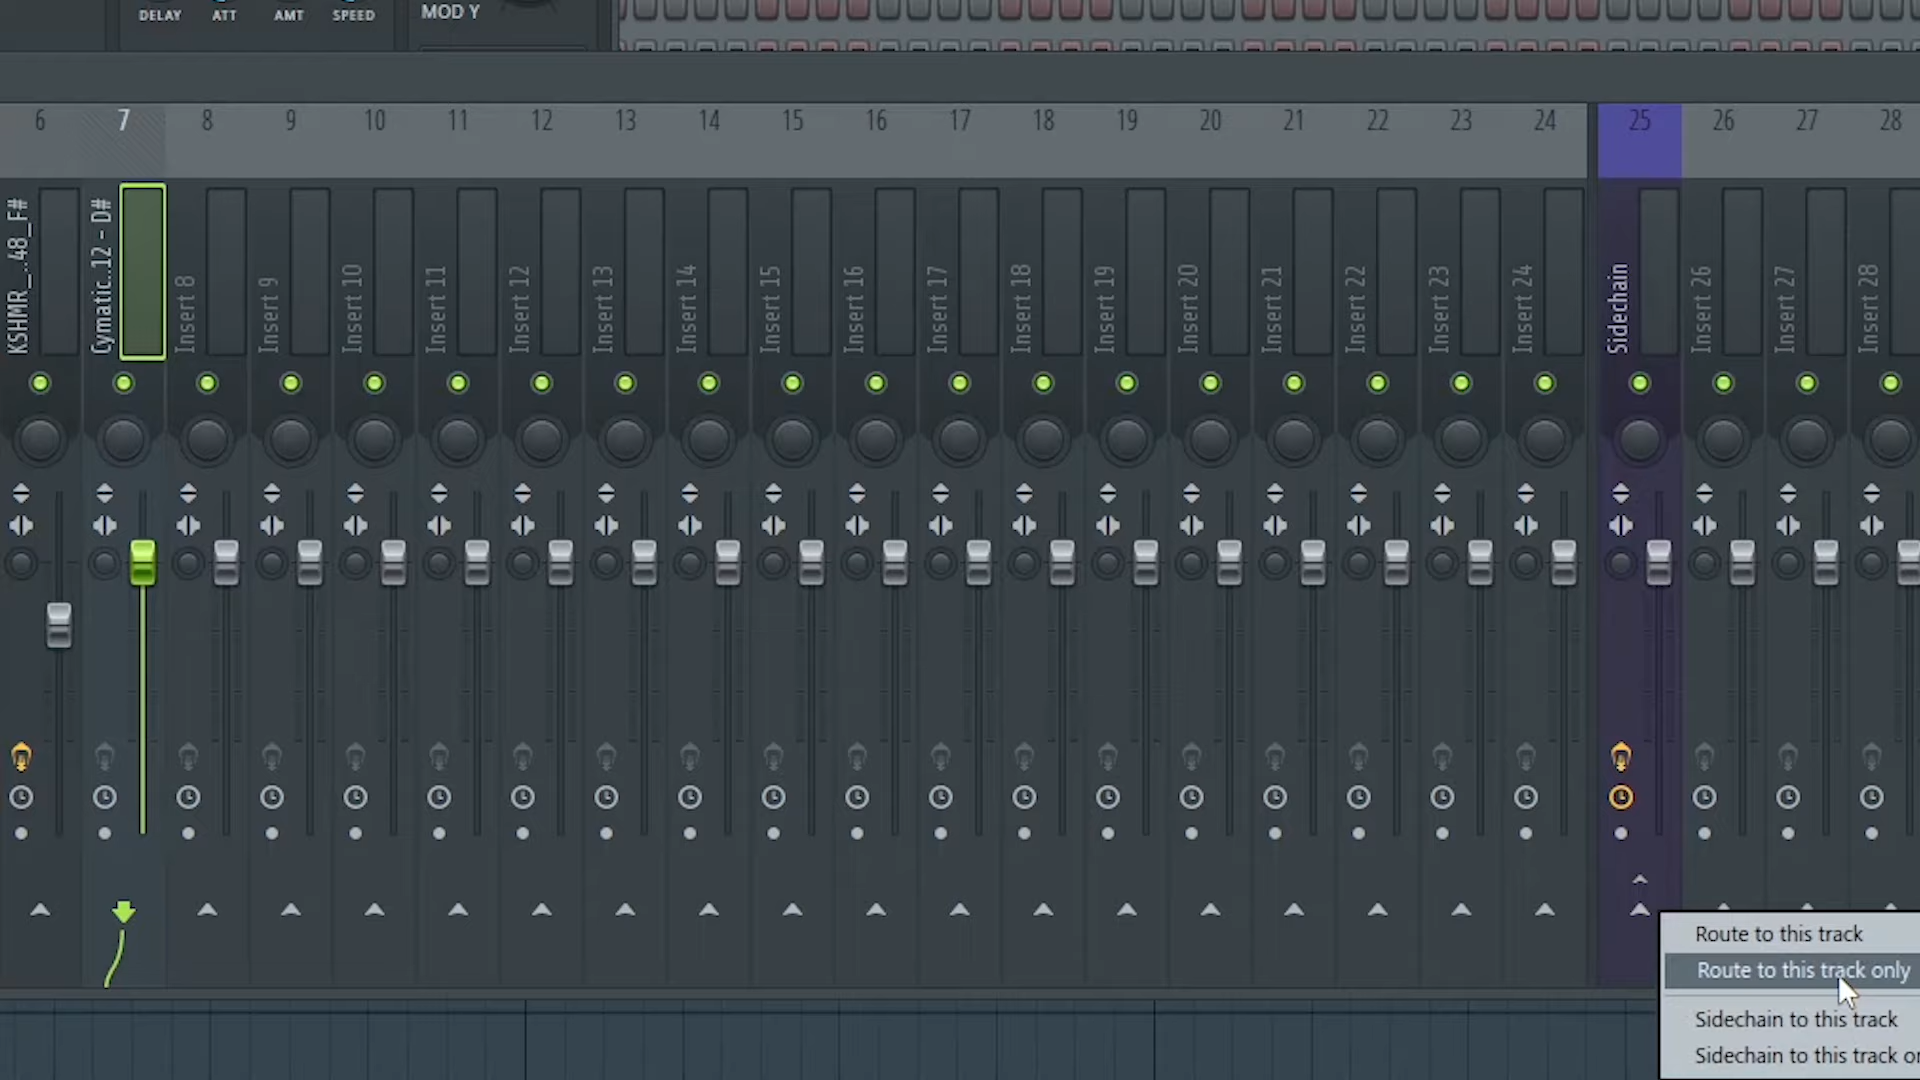 DELAY ATT AMT SPEED MOD Y
6 7 8 9 10 11 12 13 14 15 16 17 18 19 20 21 22 23 24 25 26 27 28
KSHMR_..48_F#
Cymatic..12 - D#
Insert 8
Insert 9
Insert 10
Insert 11
Insert 12
Insert 13
Insert 14
Insert 15
Insert 16
Insert 17
Insert 18
Insert 19
Insert 20
Insert 21
Insert 22
Insert 23
Insert 24
Sidechain
Insert 26
Insert 27
Insert 28
Route to this track
Route to this track only
Sidechain to this track
Sidechain to this track